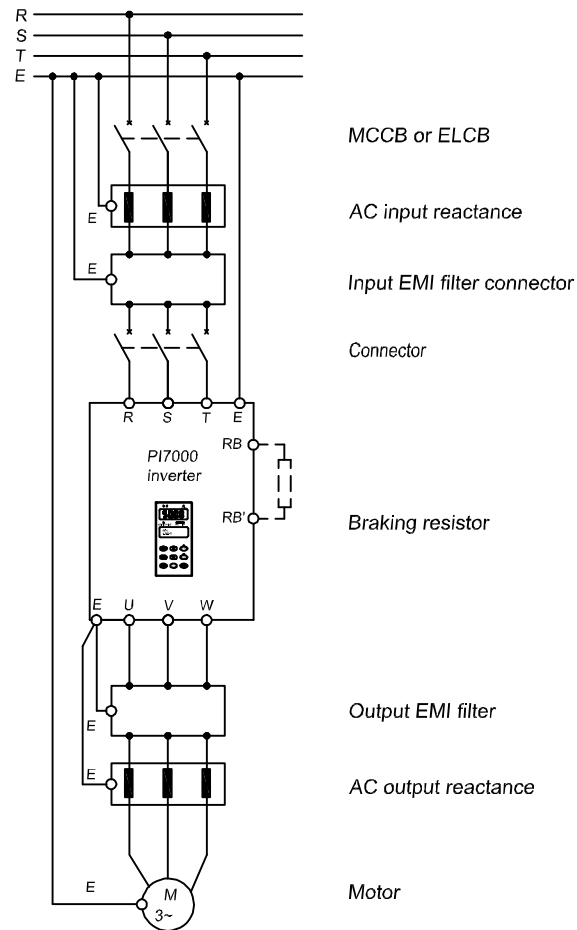 R
S
T
E
MCCB or ELCB
E
AC input reactance
E
Input EMI filter connector
Connector
R S T E
RB
PI7000
inverter
RB'
Braking resistor
E U V W
E
Output EMI filter
E
AC output reactance
E
M
3~
Motor